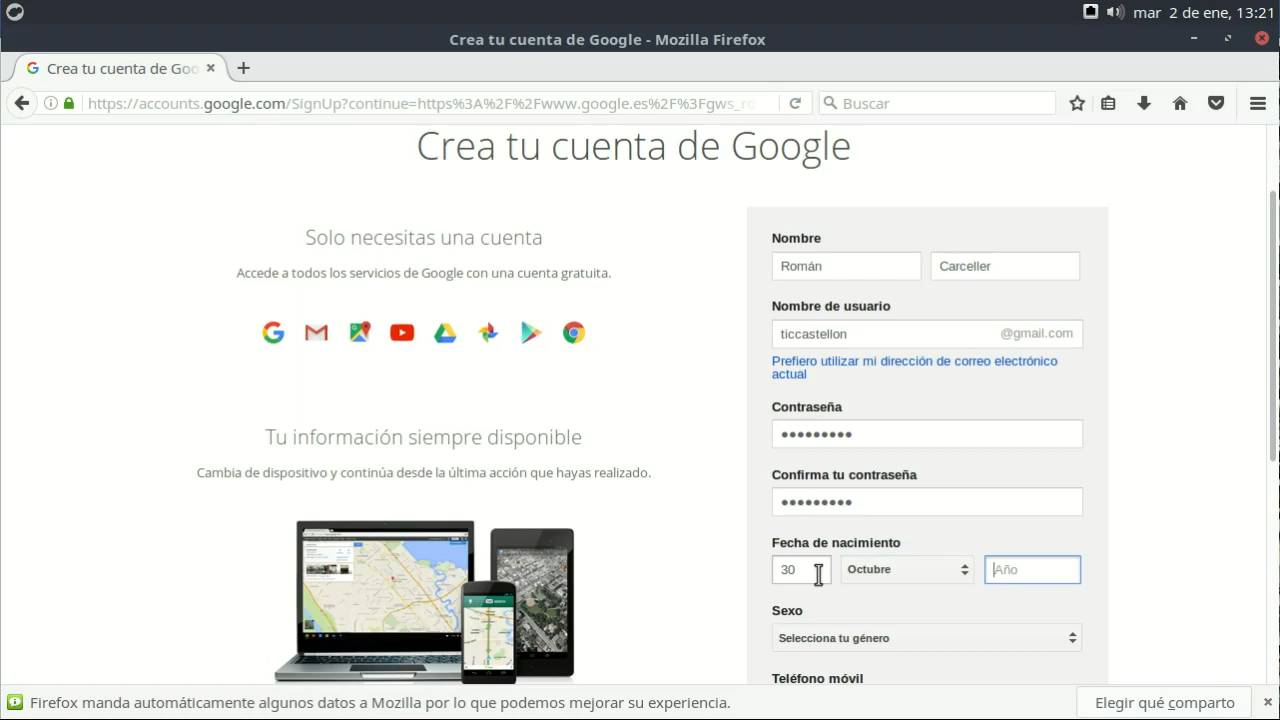 mar 2 de ene, 13:21
Crea tu cuenta de Google - Mozilla Firefox
Crea tu cuenta de Goo
https://accounts.google.com/SignUp?continue=https%3A%2F%2Fwww.google.es%2F%3Fgws_rd
Buscar
Crea tu cuenta de Google
Solo necesitas una cuenta
Accede a todos los servicios de Google con una cuenta gratuita.
Tu información siempre disponible
Cambia de dispositivo y continúa desde la última acción que hayas realizado.
Nombre
Román Carceller
Nombre de usuario
ticcastellon @gmail.com
Prefiero utilizar mi dirección de correo electrónico
actual
Contraseña
•••••••••
Confirma tu contraseña
•••••••••
Fecha de nacimiento
30 Octubre Año
Sexo
Selecciona tu género
Teléfono móvil
Firefox manda automáticamente algunos datos a Mozilla por lo que podemos mejorar su experiencia.
Elegir qué comparto